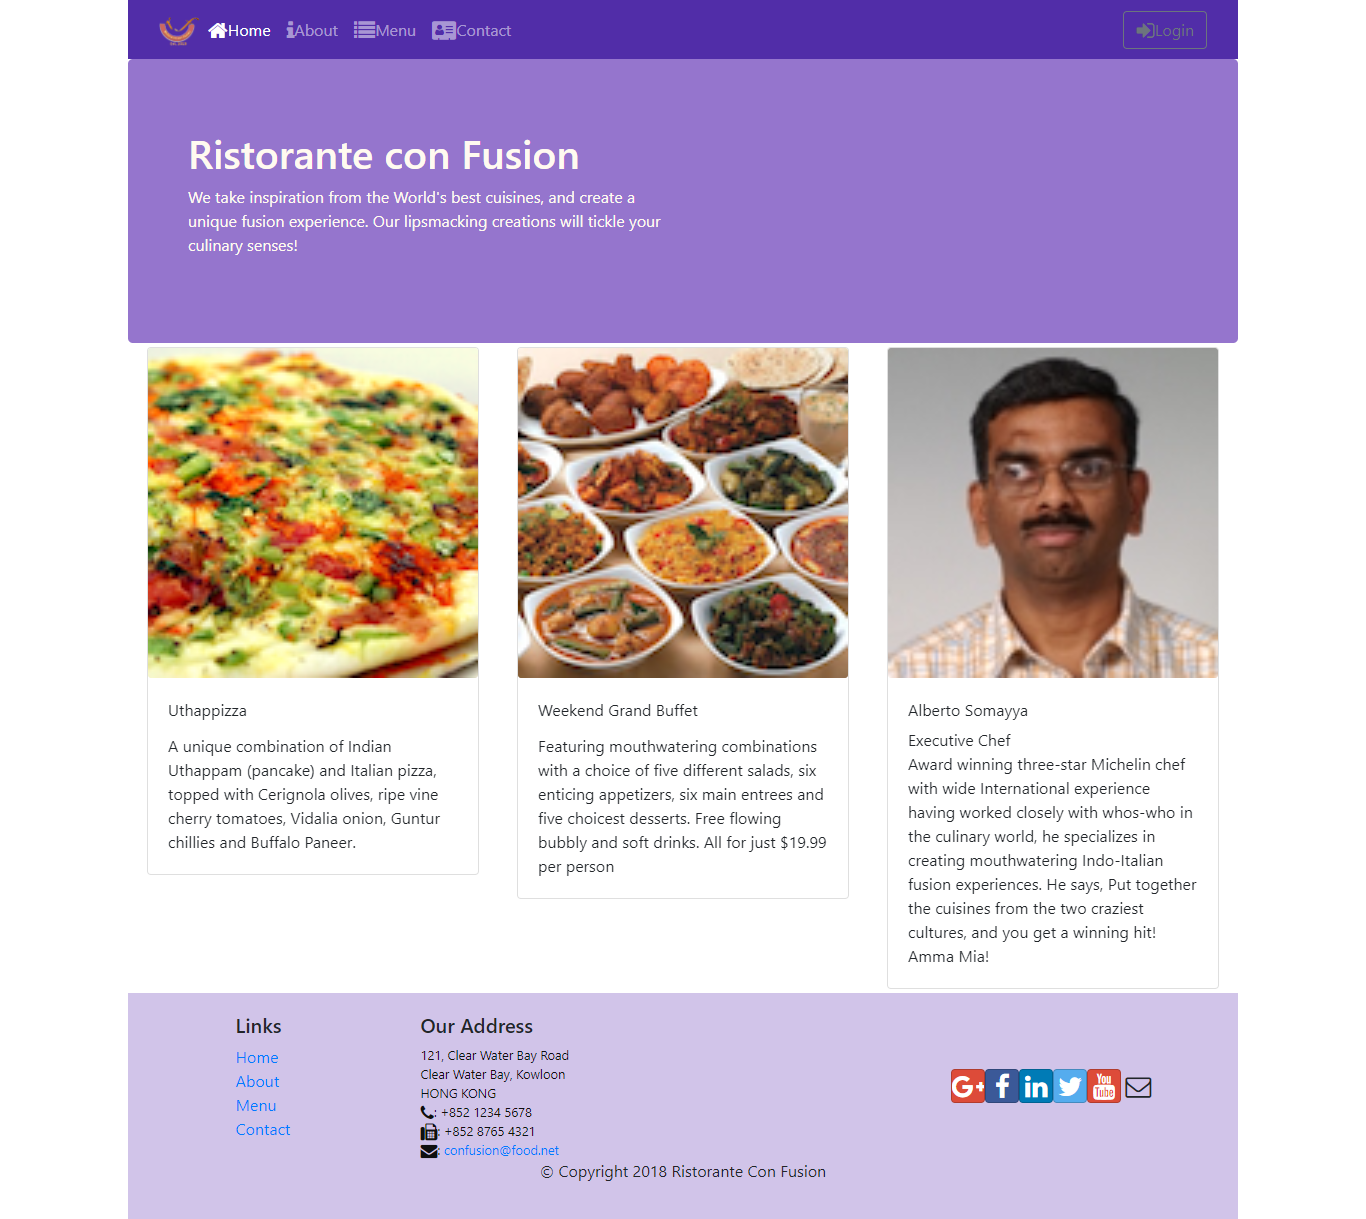 Home About Menu Contact Login
Ristorante con Fusion
We take inspiration from the World's best cuisines, and create a
unique fusion experience. Our lipsmacking creations will tickle your
culinary senses!
Uthappizza
A unique combination of Indian
Uthappam (pancake) and Italian pizza,
topped with Cerignola olives, ripe vine
cherry tomatoes, Vidalia onion, Guntur
chillies and Buffalo Paneer.
Weekend Grand Buffet
Featuring mouthwatering combinations
with a choice of five different salads, six
enticing appetizers, six main entrees and
five choicest desserts. Free flowing
bubbly and soft drinks. All for just $19.99
per person
Alberto Somayya
Executive Chef
Award winning three-star Michelin chef
with wide International experience
having worked closely with whos-who in
the culinary world, he specializes in
creating mouthwatering Indo-Italian
fusion experiences. He says, Put together
the cuisines from the two craziest
cultures, and you get a winning hit!
Amma Mia!
Links
Home
About
Menu
Contact
Our Address
121, Clear Water Bay Road
Clear Water Bay, Kowloon
HONG KONG
: +852 1234 5678
: +852 8765 4321
: confusion@food.net
G+ f in You Tube
© Copyright 2018 Ristorante Con Fusion